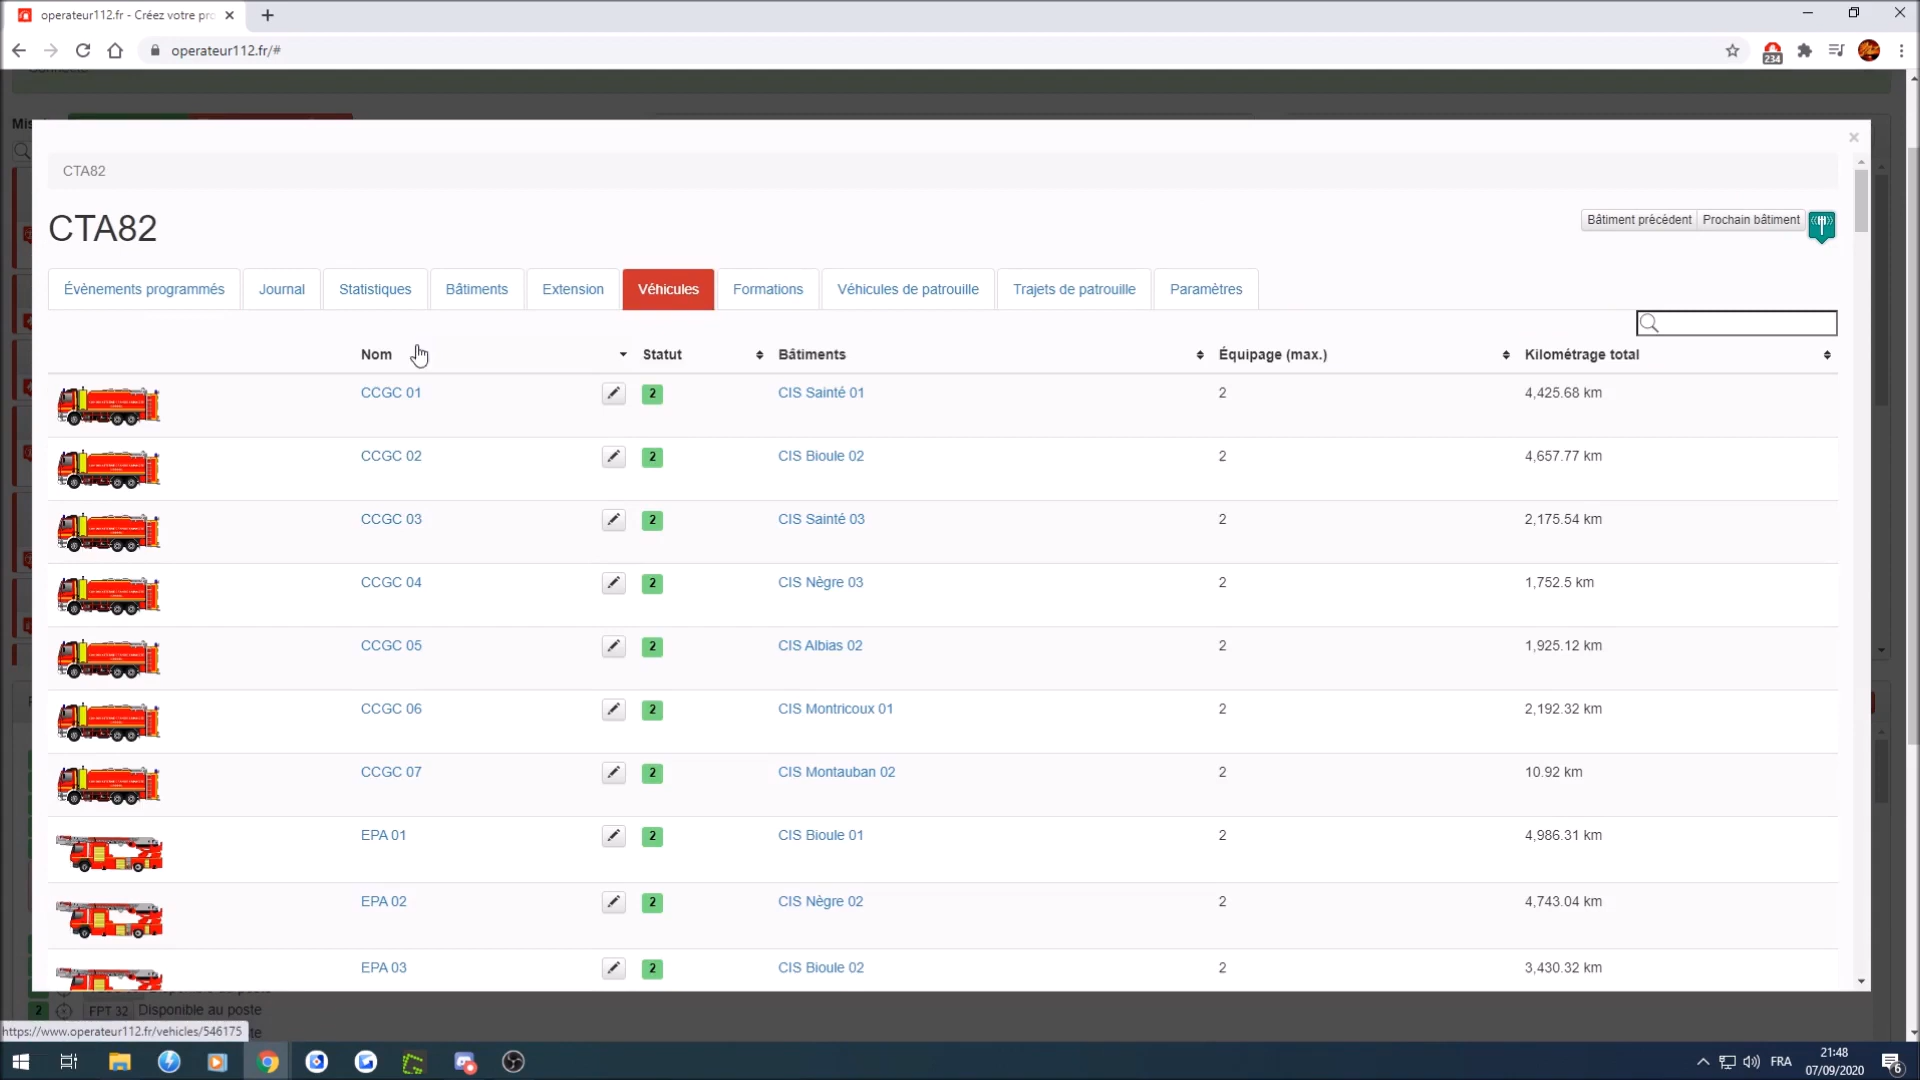 operateur112.fr - Créez votre pro
operateur112.fr/#
234
CTA82
CTA82
Bâtiment précédent Prochain bâtiment
Évènements programmés Journal Statistiques Bâtiments Extension Véhicules Formations Véhicules de patrouille Trajets de patrouille Paramètres
Nom Statut Bâtiments Équipage (max.) Kilométrage total
CCGC 01 2 CIS Sainté 01 2 4,425.68 km
CCGC 02 2 CIS Bioule 02 2 4,657.77 km
CCGC 03 2 CIS Sainté 03 2 2,175.54 km
CCGC 04 2 CIS Nègre 03 2 1,752.5 km
CCGC 05 2 CIS Albias 02 2 1,925.12 km
CCGC 06 2 CIS Montricoux 01 2 2,192.32 km
CCGC 07 2 CIS Montauban 02 2 10.92 km
EPA 01 2 CIS Bioule 01 2 4,986.31 km
EPA 02 2 CIS Nègre 02 2 4,743.04 km
EPA 03 2 CIS Bioule 02 2 3,430.32 km
2 FPT 32 Disponible au poste
https://www.operateur112.fr/vehicles/546175
FRA
21:48
07/09/2020
6